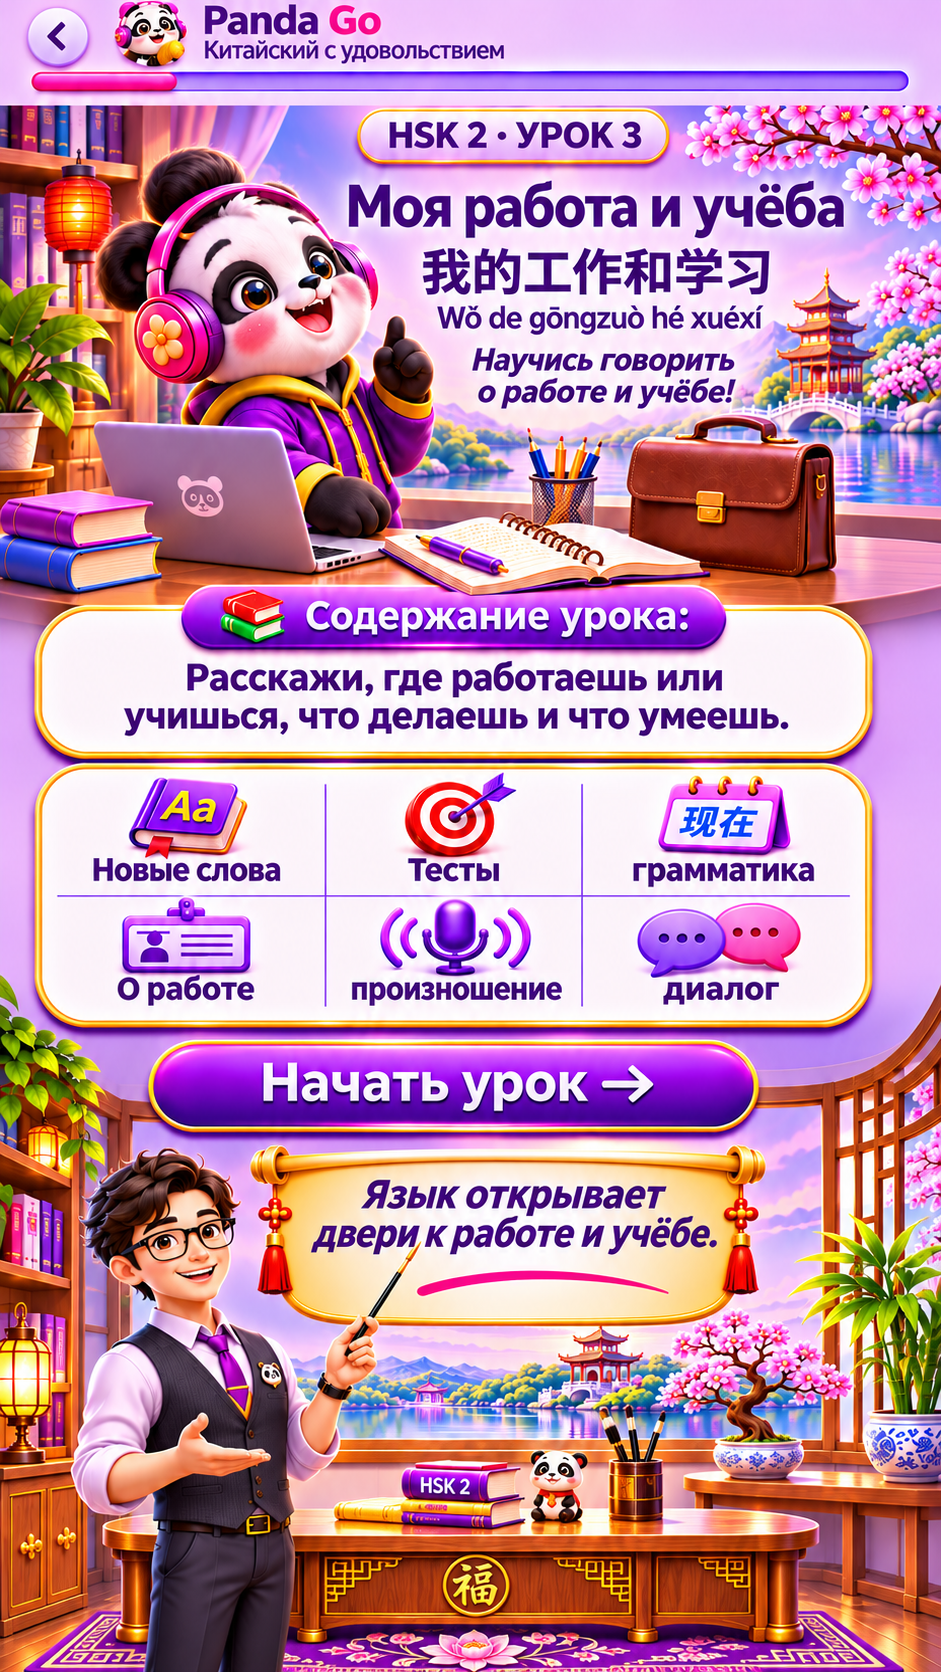 Panda Go
Китайский с удовольствием
HSK 2 • УРОК 3
Моя работа и учёба
我的工作和学习
Wǒ de gōngzuò hé xuéxí
Научись говорить
о работе и учёбе!
Содержание урока:
Расскажи, где работаешь или
учишься, что делаешь и что умеешь.
Aa
现在
Новые слова
Тесты
грамматика
О работе
произношение
диалог
Начать урок →
Язык открывает
двери к работе и учёбе.
HSK 2
福